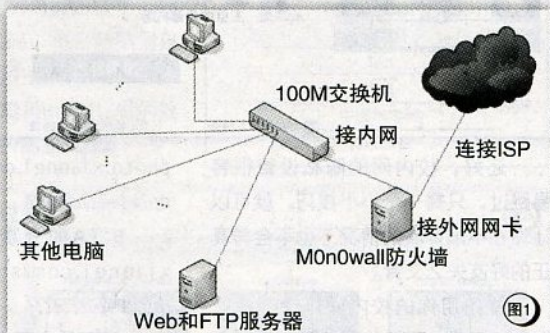 100M交换机
接内网
连接ISP
其他电脑
接外网网卡
M0n0wall防火墙
Web和FTP服务器
图1